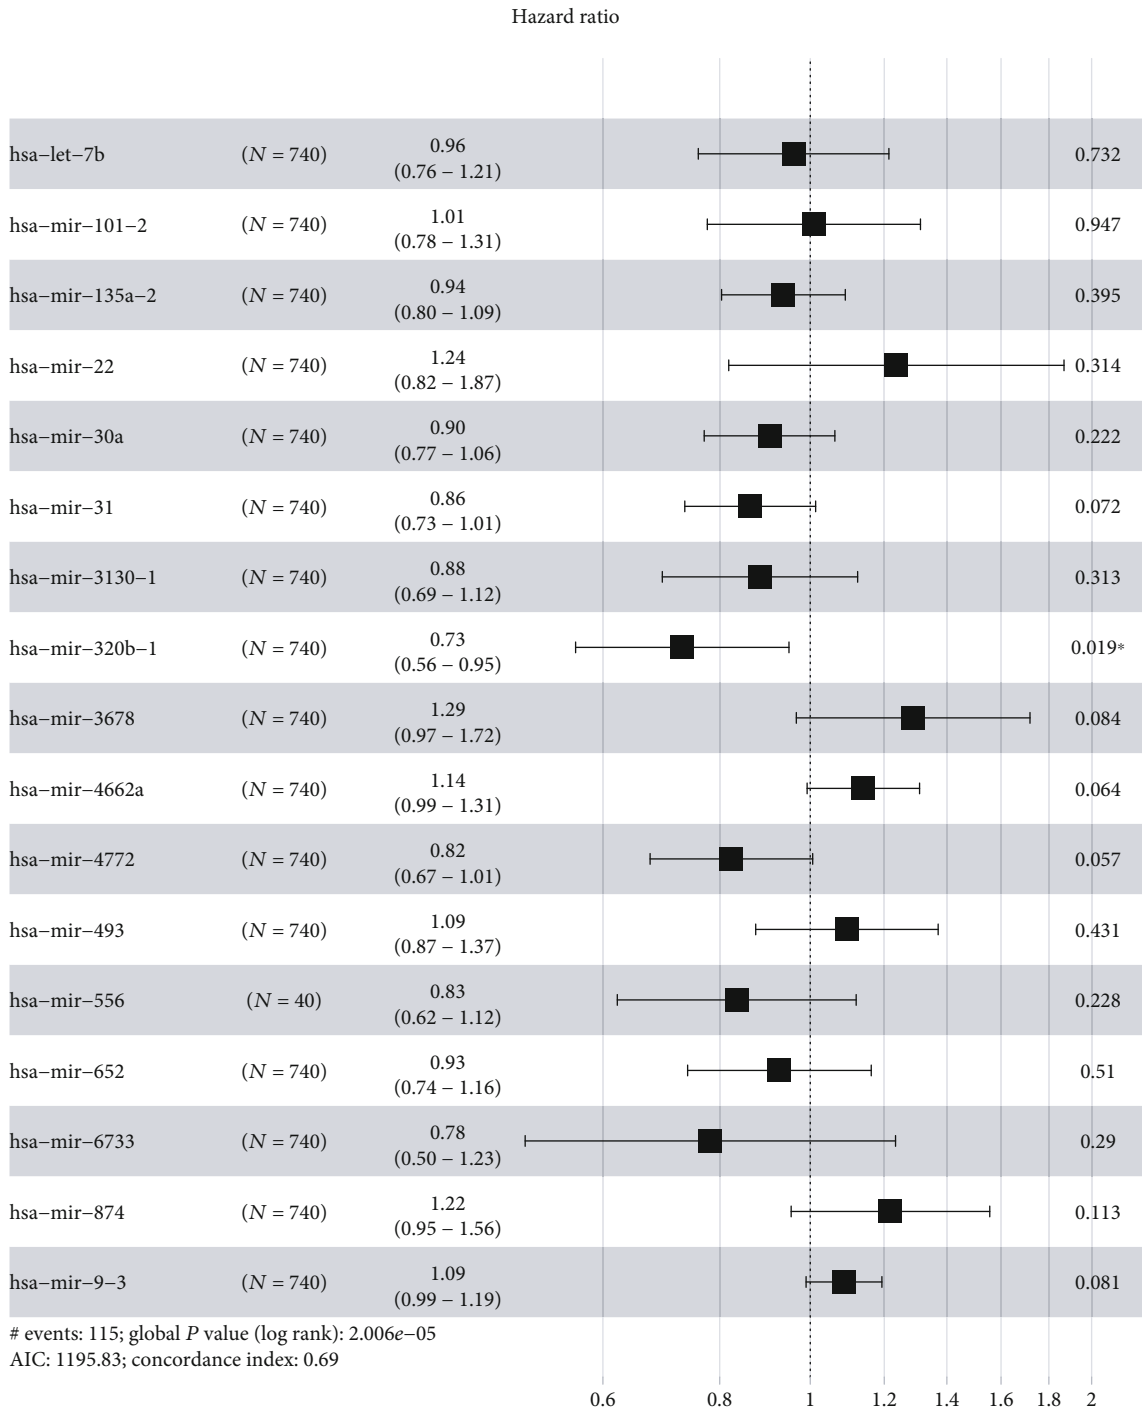 Hazard ratio
hsa−let−7b (N = 740) 0.96 0.732
(0.76 − 1.21)
hsa−mir−101−2 (N = 740) 1.01 0.947
(0.78 − 1.31)
hsa−mir−135a−2 (N = 740) 0.94 0.395
(0.80 − 1.09)
hsa−mir−22 (N = 740) 1.24 0.314
(0.82 − 1.87)
hsa−mir−30a (N = 740) 0.90 0.222
(0.77 − 1.06)
hsa−mir−31 (N = 740) 0.86 0.072
(0.73 − 1.01)
hsa−mir−3130−1 (N = 740) 0.88 0.313
(0.69 − 1.12)
hsa−mir−320b−1 (N = 740) 0.73 0.019*
(0.56 − 0.95)
hsa−mir−3678 (N = 740) 1.29 0.084
(0.97 − 1.72)
hsa−mir−4662a (N = 740) 1.14 0.064
(0.99 − 1.31)
hsa−mir−4772 (N = 740) 0.82 0.057
(0.67 − 1.01)
hsa−mir−493 (N = 740) 1.09 0.431
(0.87 − 1.37)
hsa−mir−556 (N = 40) 0.83 0.228
(0.62 − 1.12)
hsa−mir−652 (N = 740) 0.93 0.51
(0.74 − 1.16)
hsa−mir−6733 (N = 740) 0.78 0.29
(0.50 − 1.23)
hsa−mir−874 (N = 740) 1.22 0.113
(0.95 − 1.56)
hsa−mir−9−3 (N = 740) 1.09 0.081
(0.99 − 1.19)
# events: 115; global P value (log rank): 2.006e−05
AIC: 1195.83; concordance index: 0.69
0.6 0.8 1 1.2 1.4 1.6 1.8 2